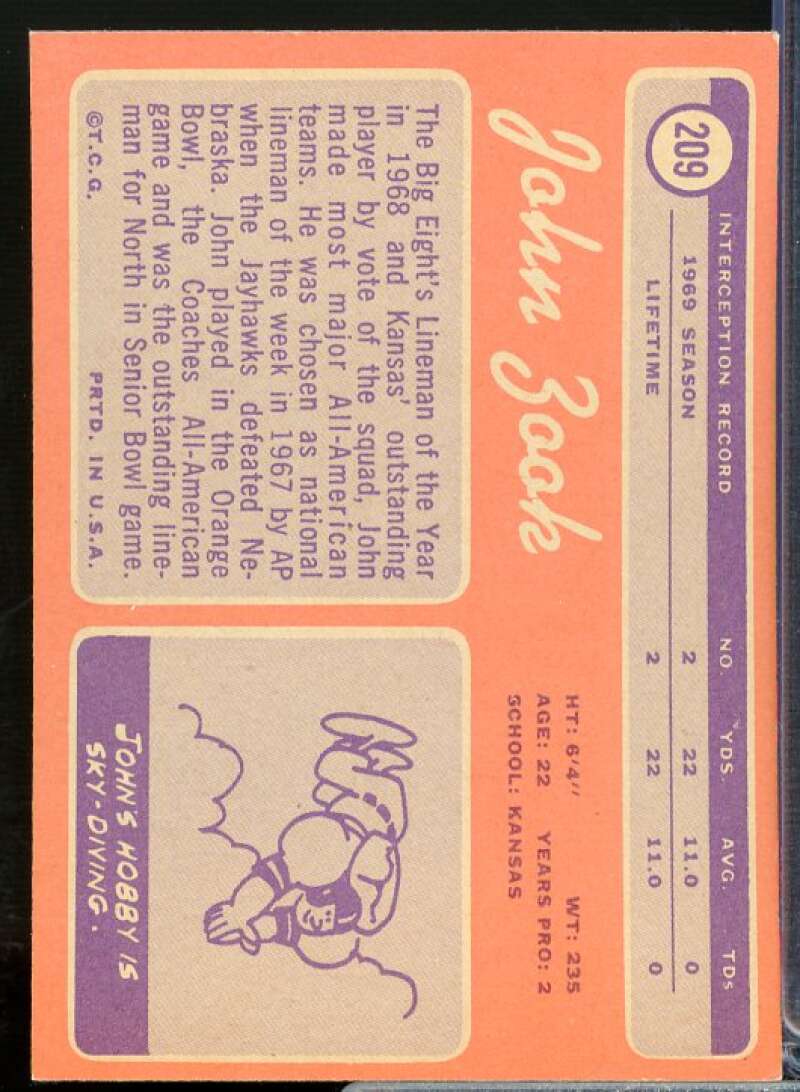 209
INTERCEPTION RECORD NO. YDS. AVG. TDs
1969 SEASON 2 22 11.0 0
LIFETIME 2 22 11.0 0
John Zook
HT: 6'4" WT: 235
AGE: 22 YEARS PRO: 2
SCHOOL: KANSAS
The Big Eight's Lineman of the Year
in 1968 and Kansas' outstanding
player by vote of the squad, John
made most major All-American
teams. He was chosen as national
lineman of the week in 1967 by AP
when the Jayhawks defeated Ne-
braska. John played in the Orange
Bowl, the Coaches All-American
game and was the outstanding line-
man for North in Senior Bowl game.
©T.C.G. PRTD. IN U.S.A.
JOHN'S HOBBY IS
SKY-DIVING.